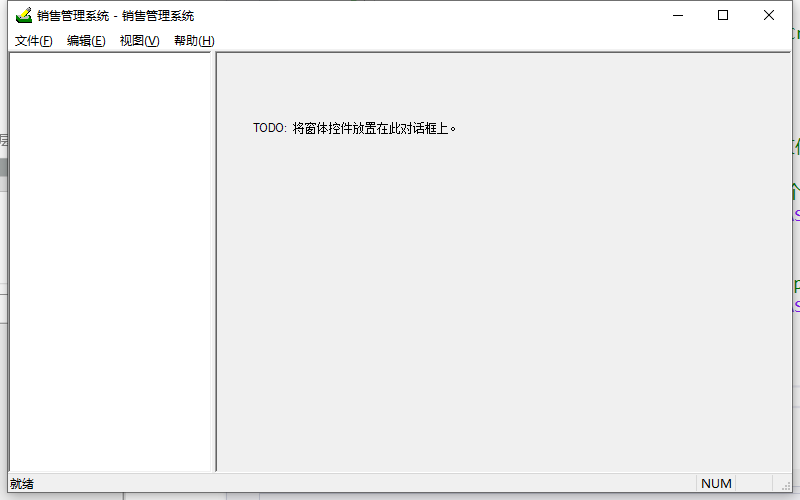 销售管理系统 - 销售管理系统
文件(F) 编辑(E) 视图(V) 帮助(H)
TODO: 将窗体控件放置在此对话框上。
就绪
NUM